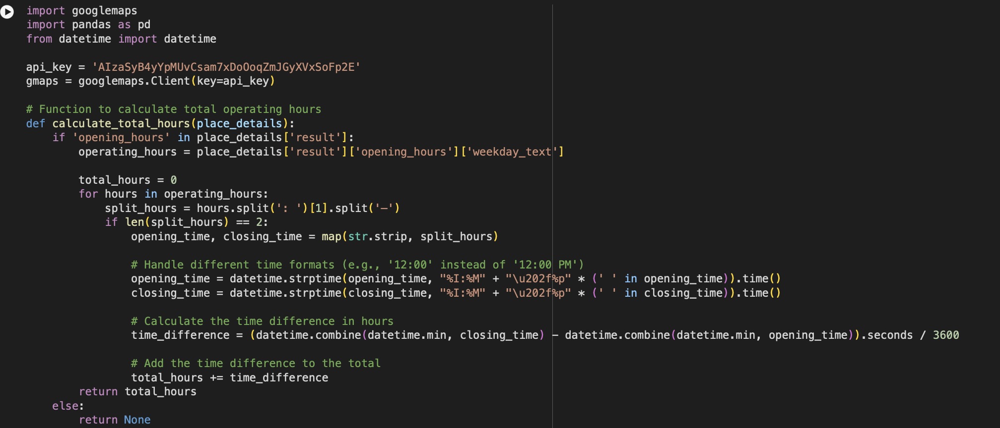 import googlemaps
import pandas as pd
from datetime import datetime
api_key = 'AIzaSyB4yYpMUvCsam7xDoOoqZmJGyXVxSoFp2E'
gmaps = googlemaps.Client(key=api_key)
# Function to calculate total operating hours
def calculate_total_hours(place_details):
    if 'opening_hours' in place_details['result']:
        operating_hours = place_details['result']['opening_hours']['weekday_text']
        total_hours = 0
        for hours in operating_hours:
            split_hours = hours.split(': ')[1].split('–')
            if len(split_hours) == 2:
                opening_time, closing_time = map(str.strip, split_hours)
                # Handle different time formats (e.g., '12:00' instead of '12:00 PM')
                opening_time = datetime.strptime(opening_time, "%I:%M" + "\u202f%p" * (' ' in opening_time)).time()
                closing_time = datetime.strptime(closing_time, "%I:%M" + "\u202f%p" * (' ' in closing_time)).time()
                # Calculate the time difference in hours
                time_difference = (datetime.combine(datetime.min, closing_time) - datetime.combine(datetime.min, opening_time)).seconds / 3600
                # Add the time difference to the total
                total_hours += time_difference
        return total_hours
    else:
        return None